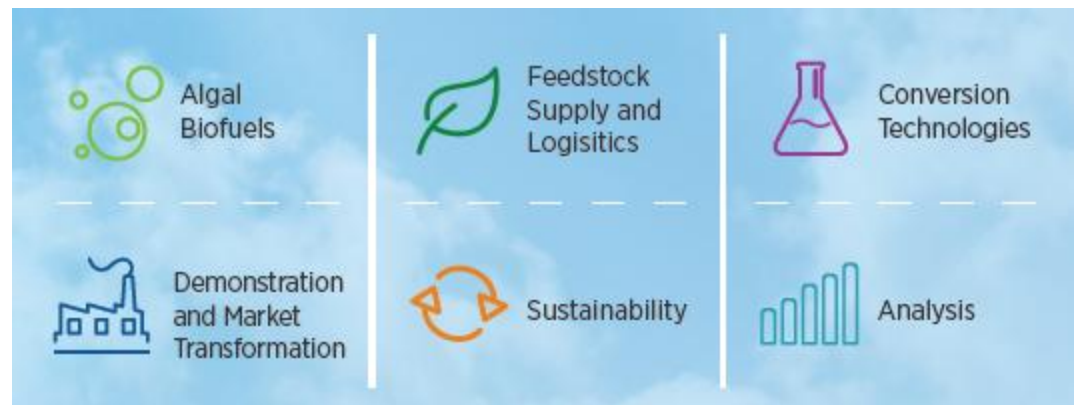 Algal
Biofuels
Feedstock
Supply and
Logisitics
Conversion
Technologies
Demonstration
and Market
Transformation
Sustainability
Analysis